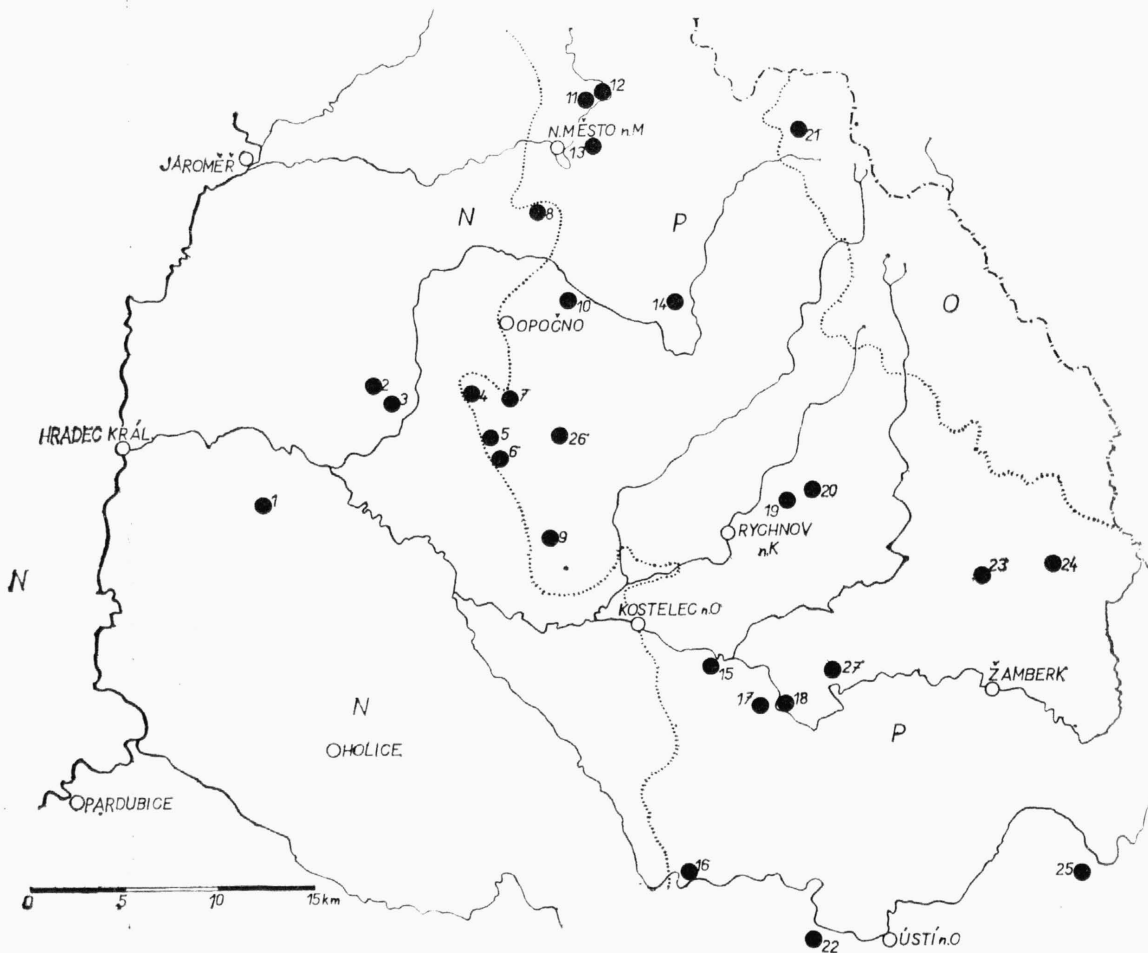 12
11
N. MĚSTO n.M
13
21
JAROMĚŘ
N
8
P
10
14
O
OPOČNO
2
3
4
7
HRADEC KRÁL.
5
26
6
1
19
20
RYCHNOV
n.K
9
N
23
24
KOSTELEC n.O
15
27
ŽAMBERK
17
18
N
P
HOLICE
PARDUBICE
16
25
0 5 10 15 km
22
ÚSTÍ n.O